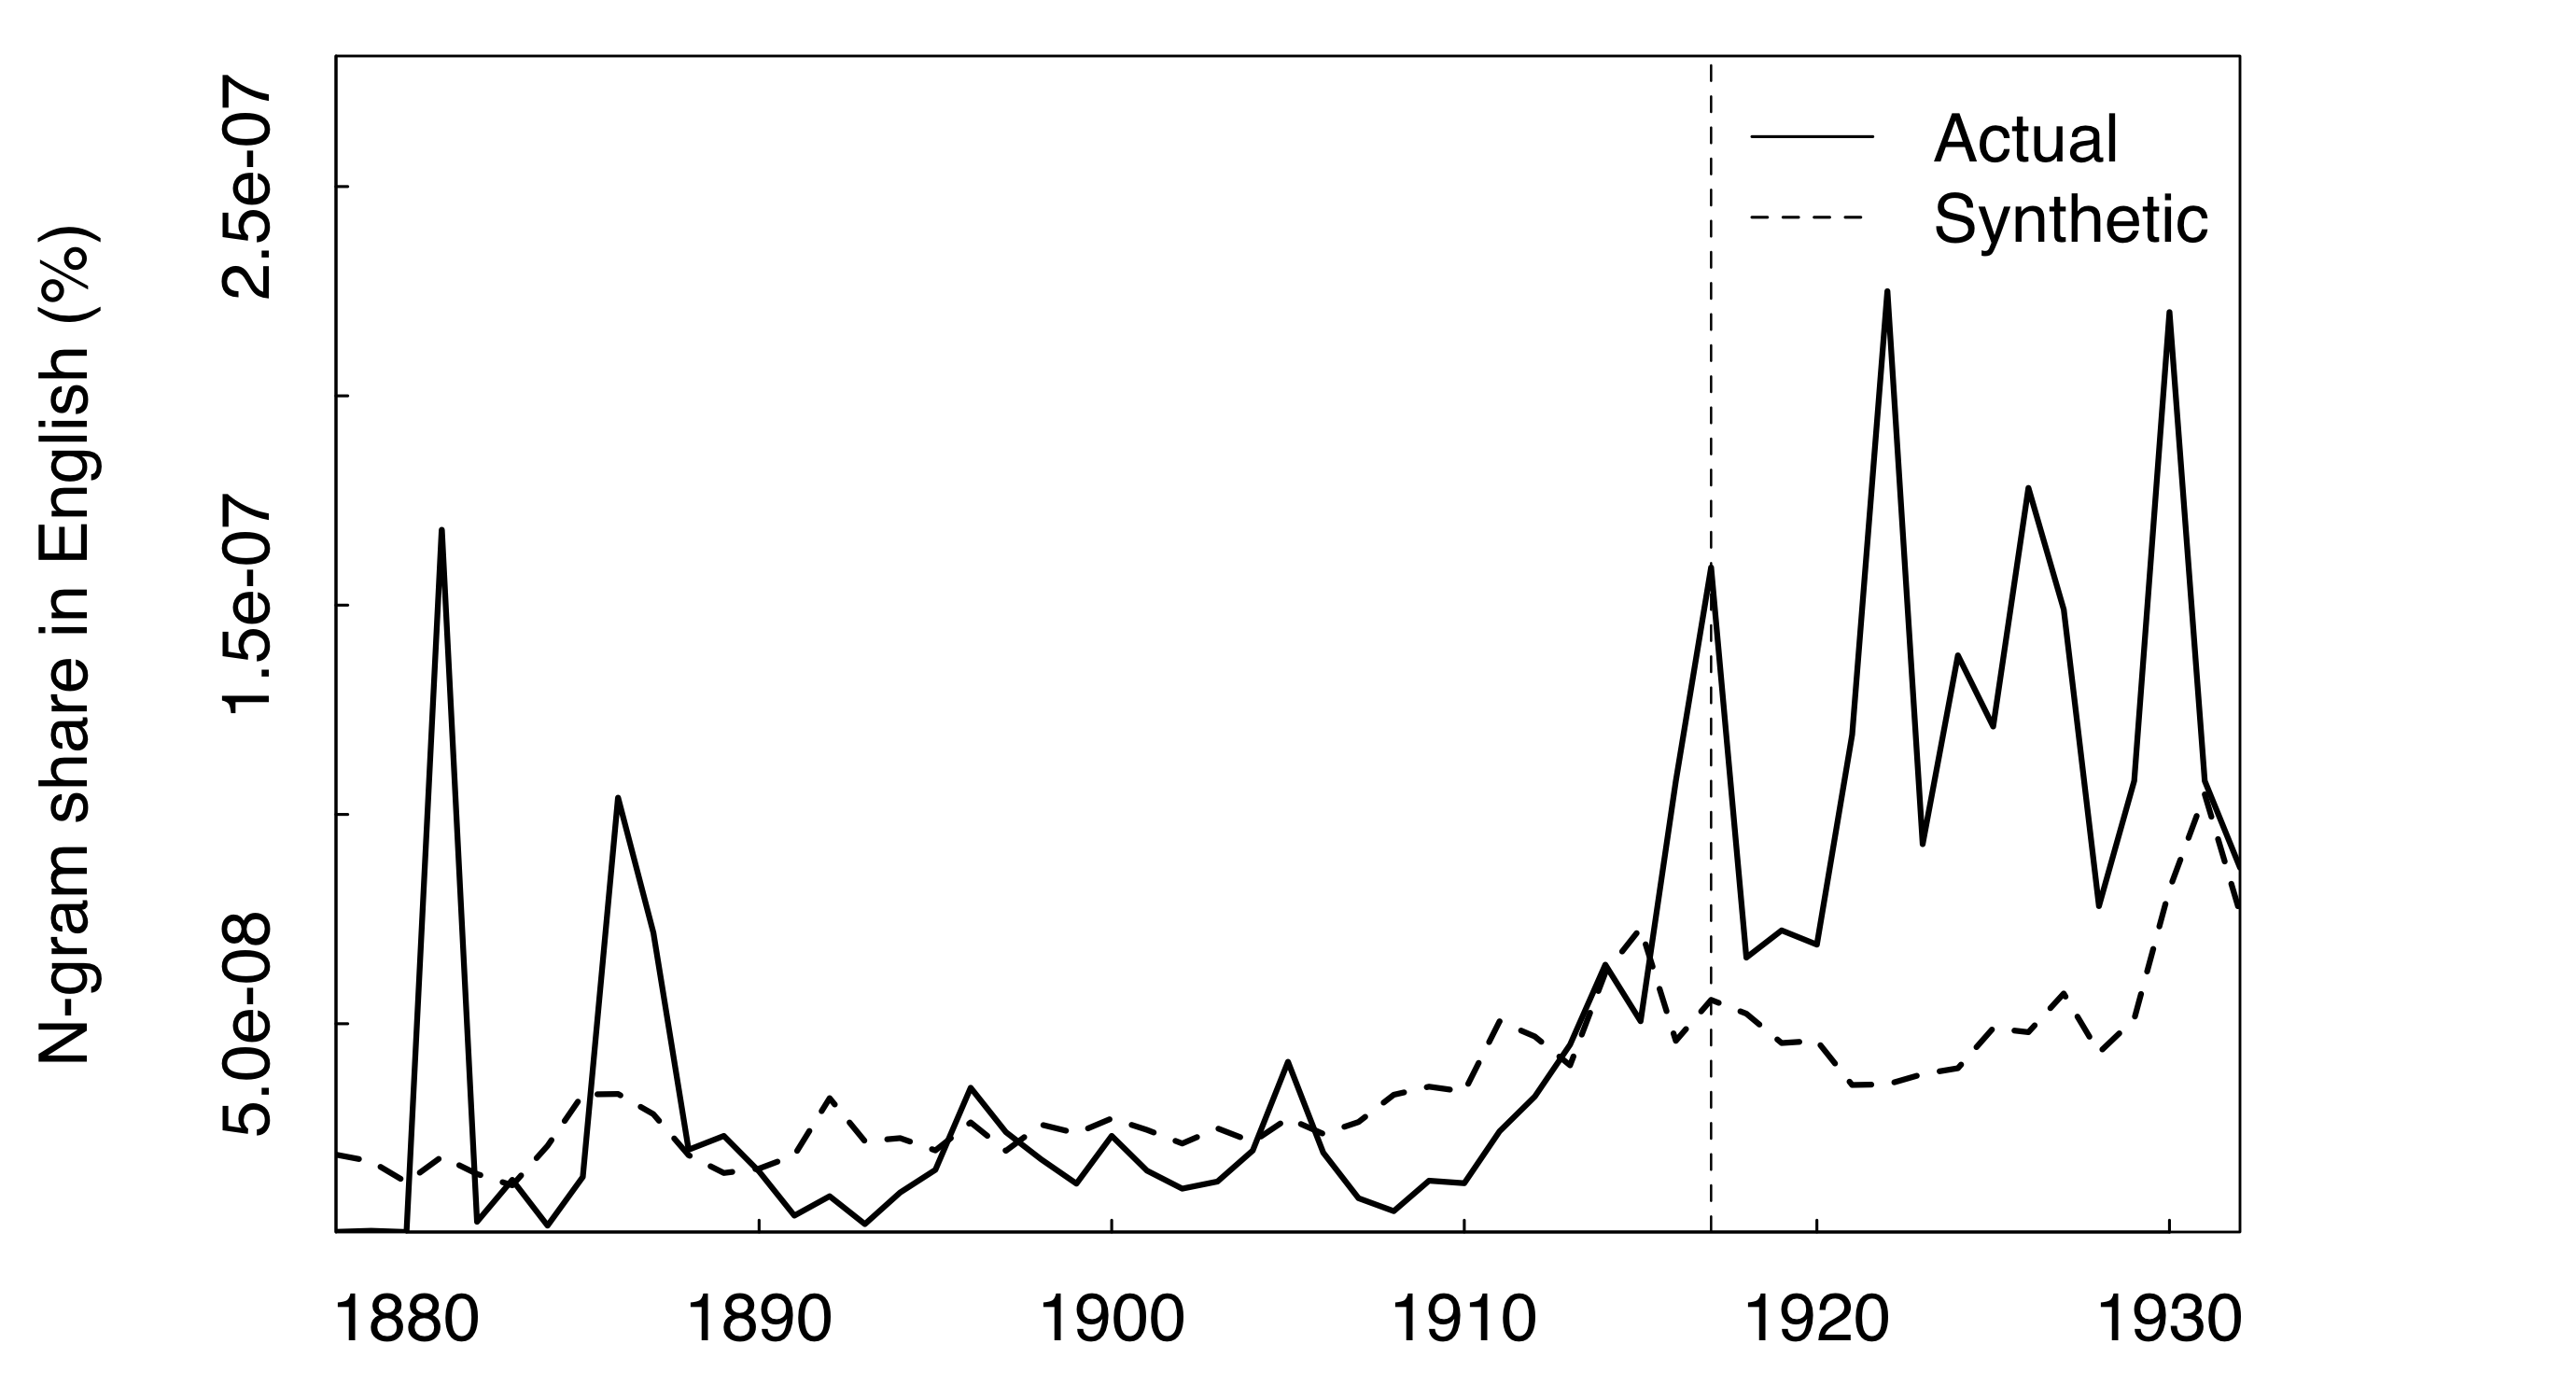 N-gram share in English (%)
2.5e-07
1.5e-07
5.0e-08
Actual
Synthetic
1880 1890 1900 1910 1920 1930